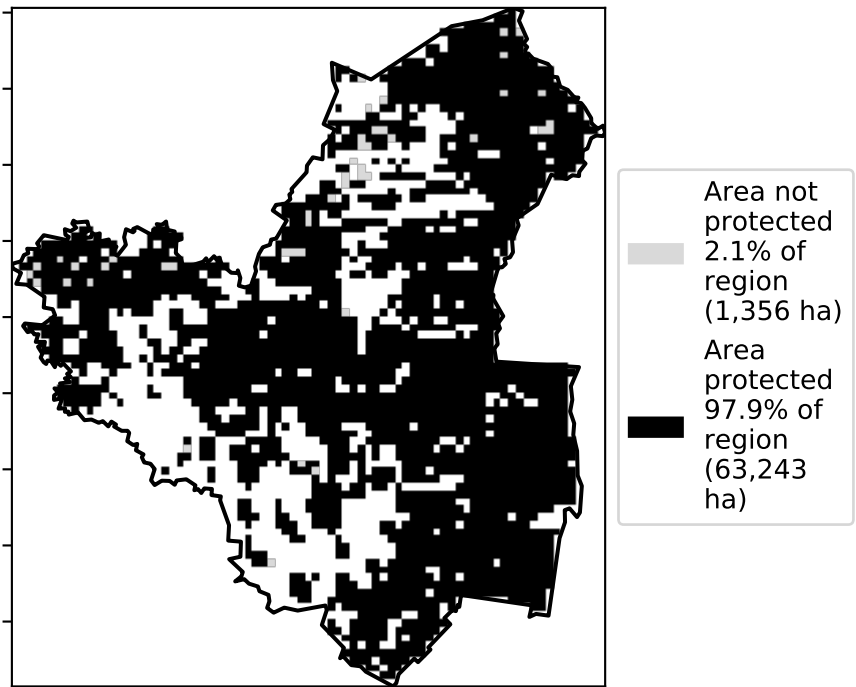 Area not
protected
2.1% of
region
(1,356 ha)
Area
protected
97.9% of
region
(63,243
ha)